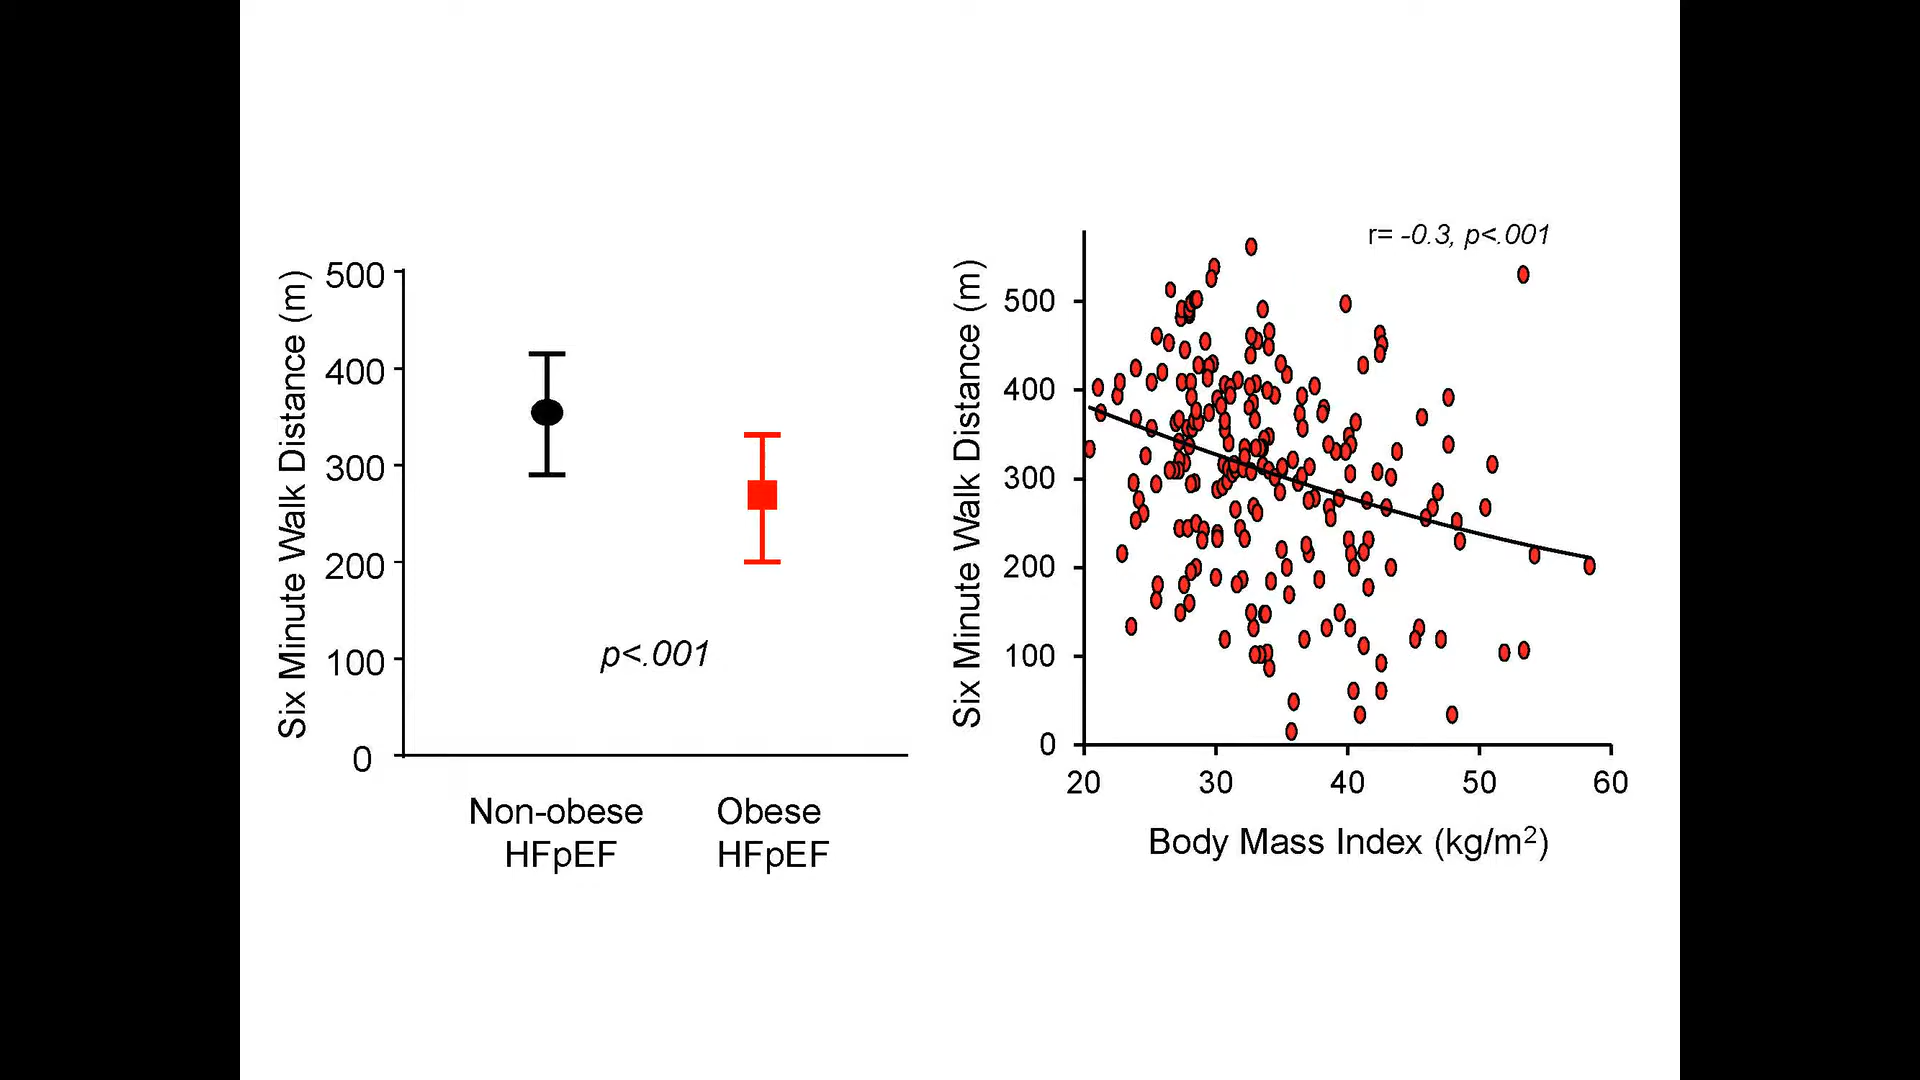 Six Minute Walk Distance (m)
500
400
300
200
100
0
p<.001
Non-obese
HFpEF
Obese
HFpEF
r= -0.3, p<.001
Six Minute Walk Distance (m)
500
400
300
200
100
0
20
30
40
50
60
Body Mass Index (kg/m²)